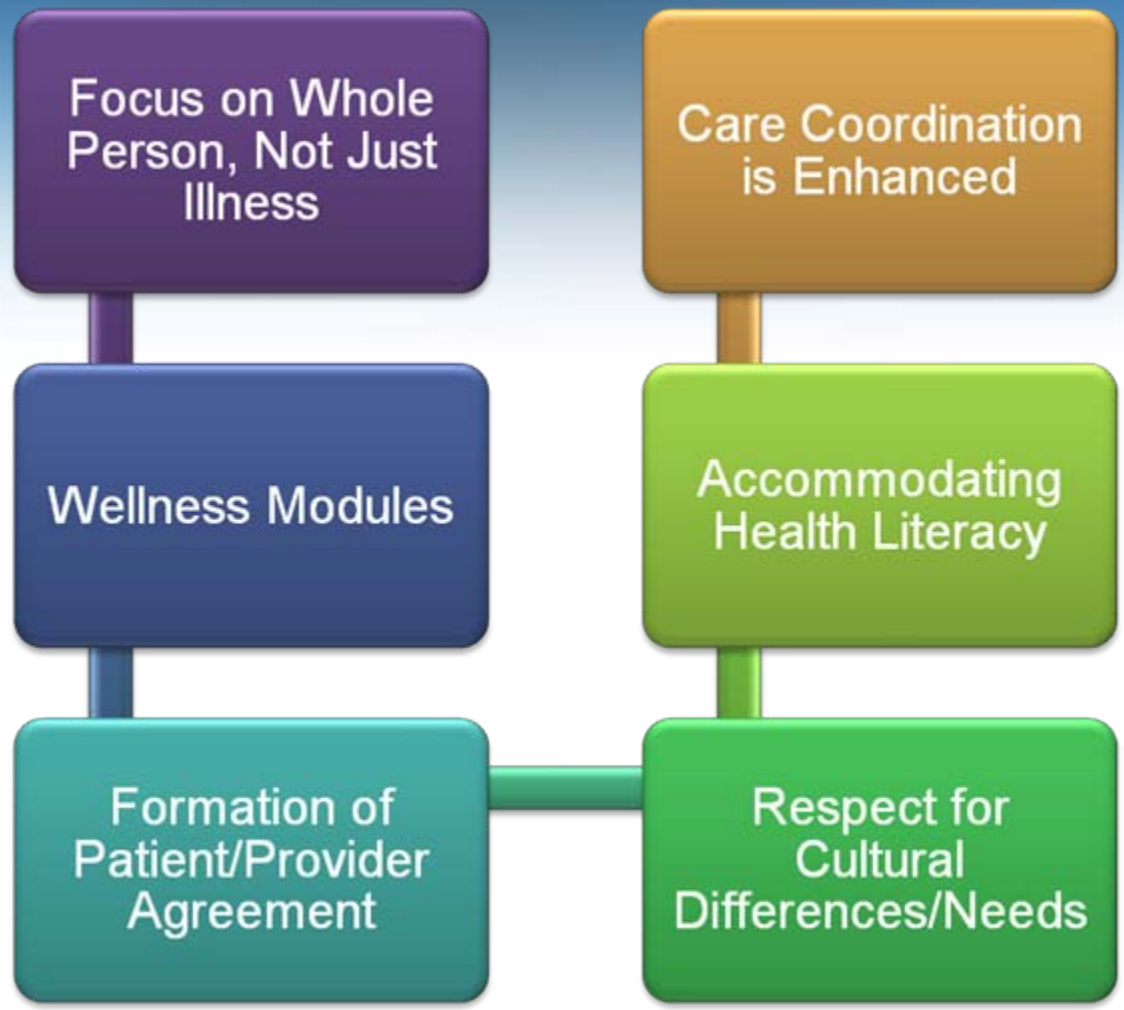 Focus on Whole
Person, Not Just
Illness
Wellness Modules
Formation of
Patient/Provider
Agreement
Respect for
Cultural
Differences/Needs
Accommodating
Health Literacy
Care Coordination
is Enhanced